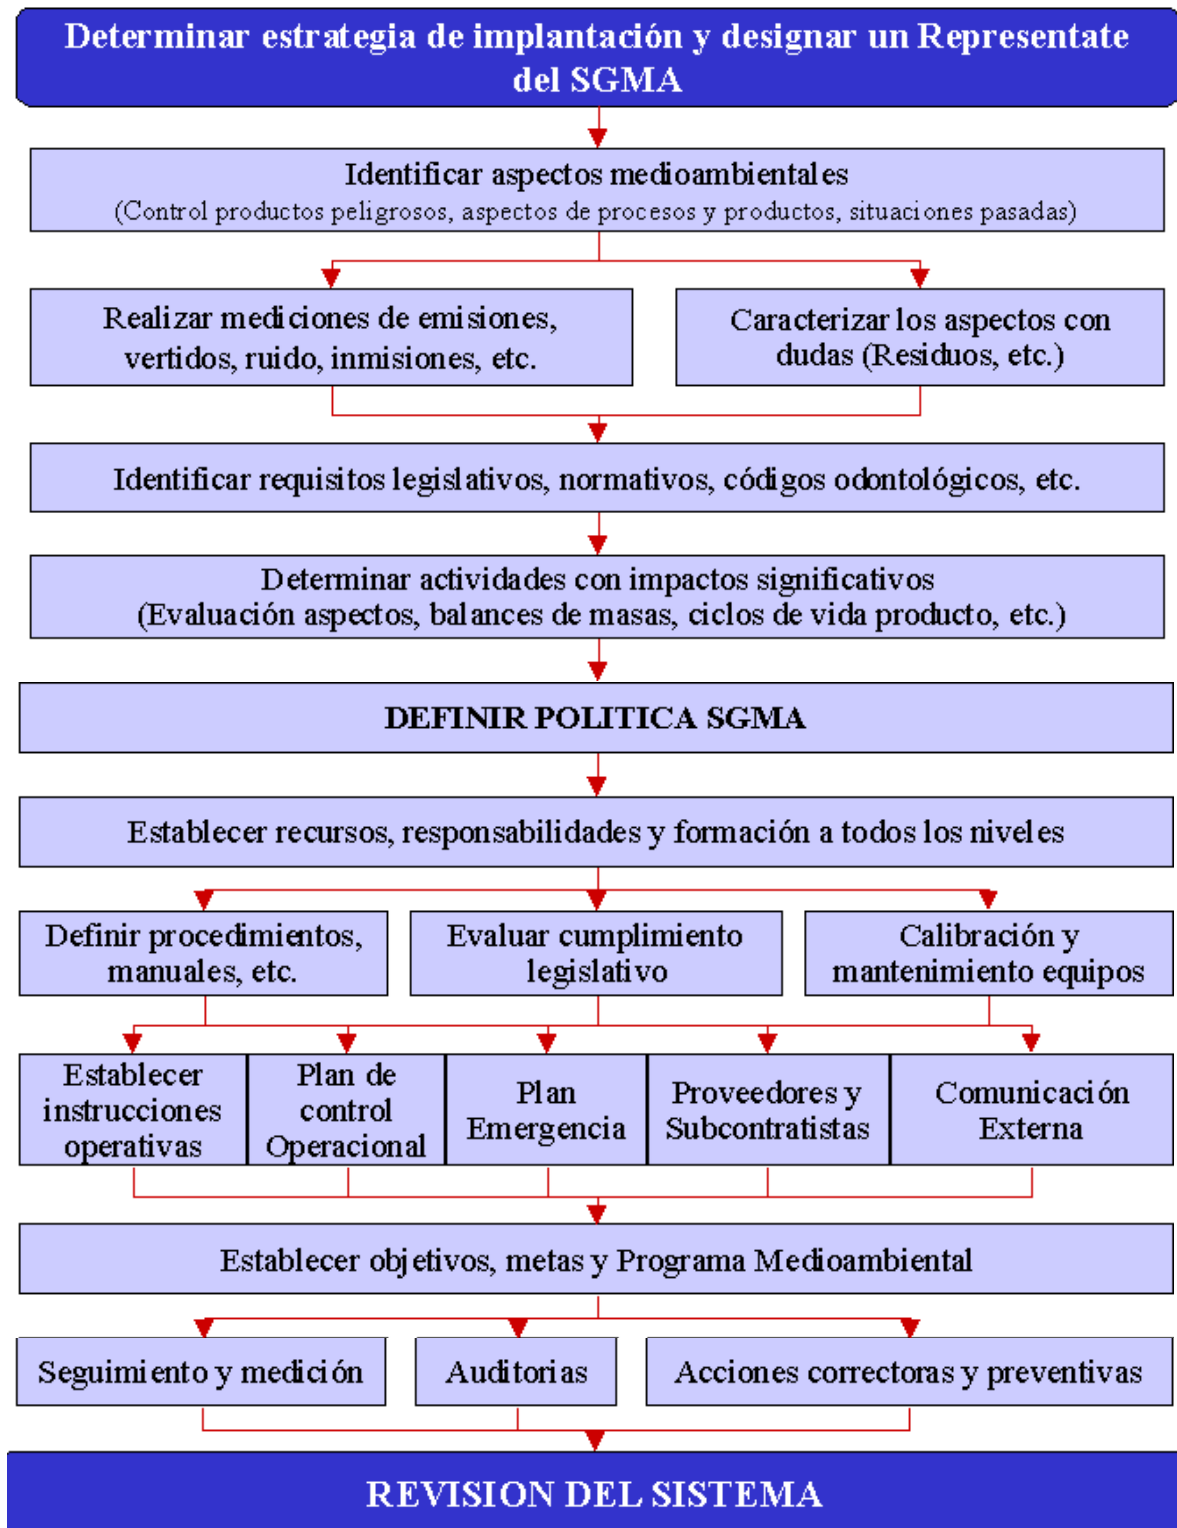 Determinar estrategia de implantación y designar un Representate
del SGMA
Identificar aspectos medioambientales
(Control productos peligrosos, aspectos de procesos y productos, situaciones pasadas)
Realizar mediciones de emisiones,
vertidos, ruido, inmisiones, etc.
Caracterizar los aspectos con
dudas (Residuos, etc.)
Identificar requisitos legislativos, normativos, códigos odontológicos, etc.
Determinar actividades con impactos significativos
(Evaluación aspectos, balances de masas, ciclos de vida producto, etc.)
DEFINIR POLITICA SGMA
Establecer recursos, responsabilidades y formación a todos los niveles
Definir procedimientos,
manuales, etc.
Evaluar cumplimiento
legislativo
Calibración y
mantenimiento equipos
Establecer
instrucciones
operativas
Plan de
control
Operacional
Plan
Emergencia
Proveedores y
Subcontratistas
Comunicación
Externa
Establecer objetivos, metas y Programa Medioambiental
Seguimiento y medición
Auditorias
Acciones correctoras y preventivas
REVISION DEL SISTEMA